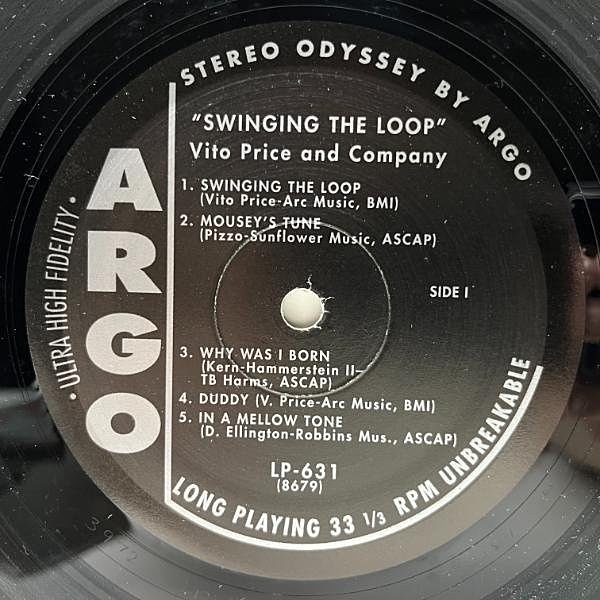 STEREO ODYSSEY BY ARGO
"SWINGING THE LOOP"
Vito Price and Company
1. SWINGING THE LOOP
(Vito Price-Arc Music, BMI)
2. MOUSEY'S TUNE
(Pizzo-Sunflower Music, ASCAP)
SIDE 1
3. WHY WAS I BORN
(Kern-Hammerstein II-
TB Harms, ASCAP)
4. DUDDY (V. Price-Arc Music, BMI)
5. IN A MELLOW TONE
(D. Ellington-Robbins Mus., ASCAP)
LP-631
(8679)
LONG PLAYING 33 1/3 RPM UNBREAKABLE
ARGO
• ULTRA HIGH FIDELITY •
3972